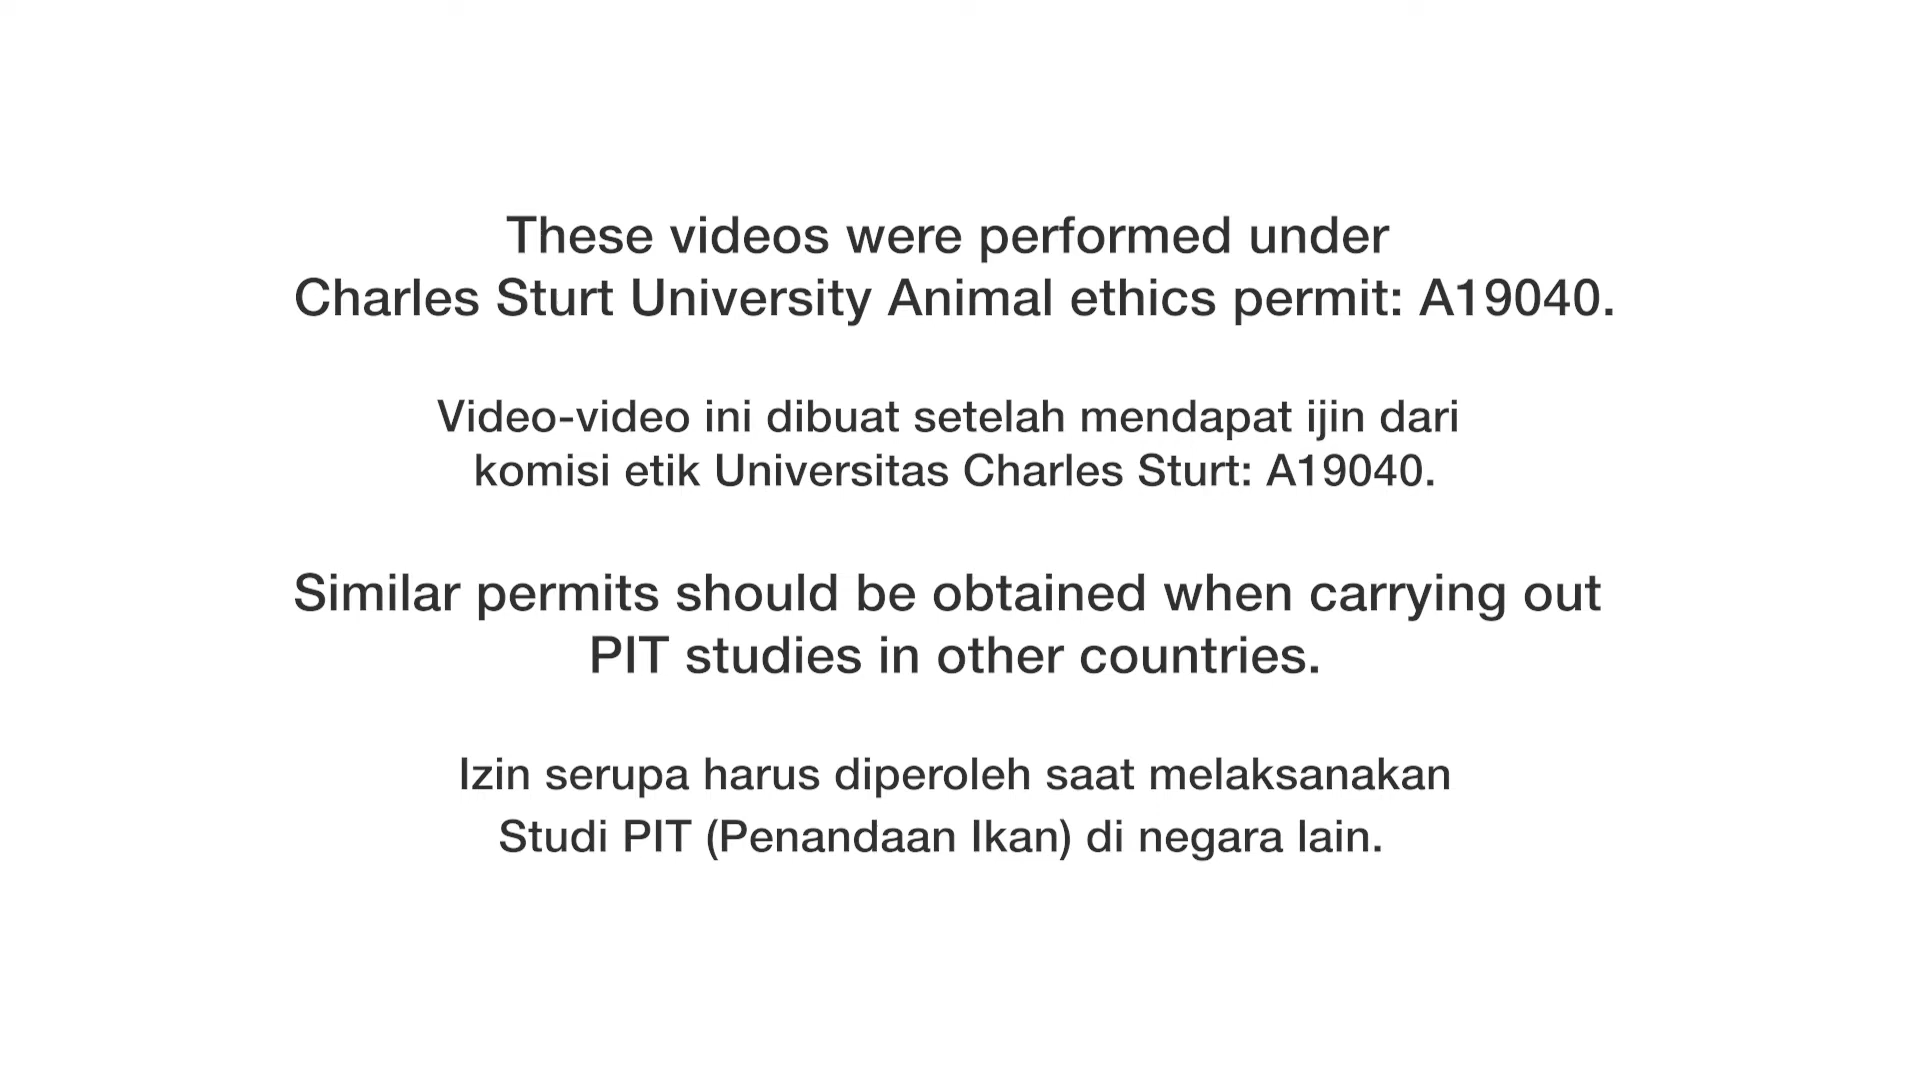 These videos were performed under
Charles Sturt University Animal ethics permit: A19040.
Video-video ini dibuat setelah mendapat ijin dari
komisi etik Universitas Charles Sturt: A19040.
Similar permits should be obtained when carrying out
PIT studies in other countries.
Izin serupa harus diperoleh saat melaksanakan
Studi PIT (Penandaan Ikan) di negara lain.